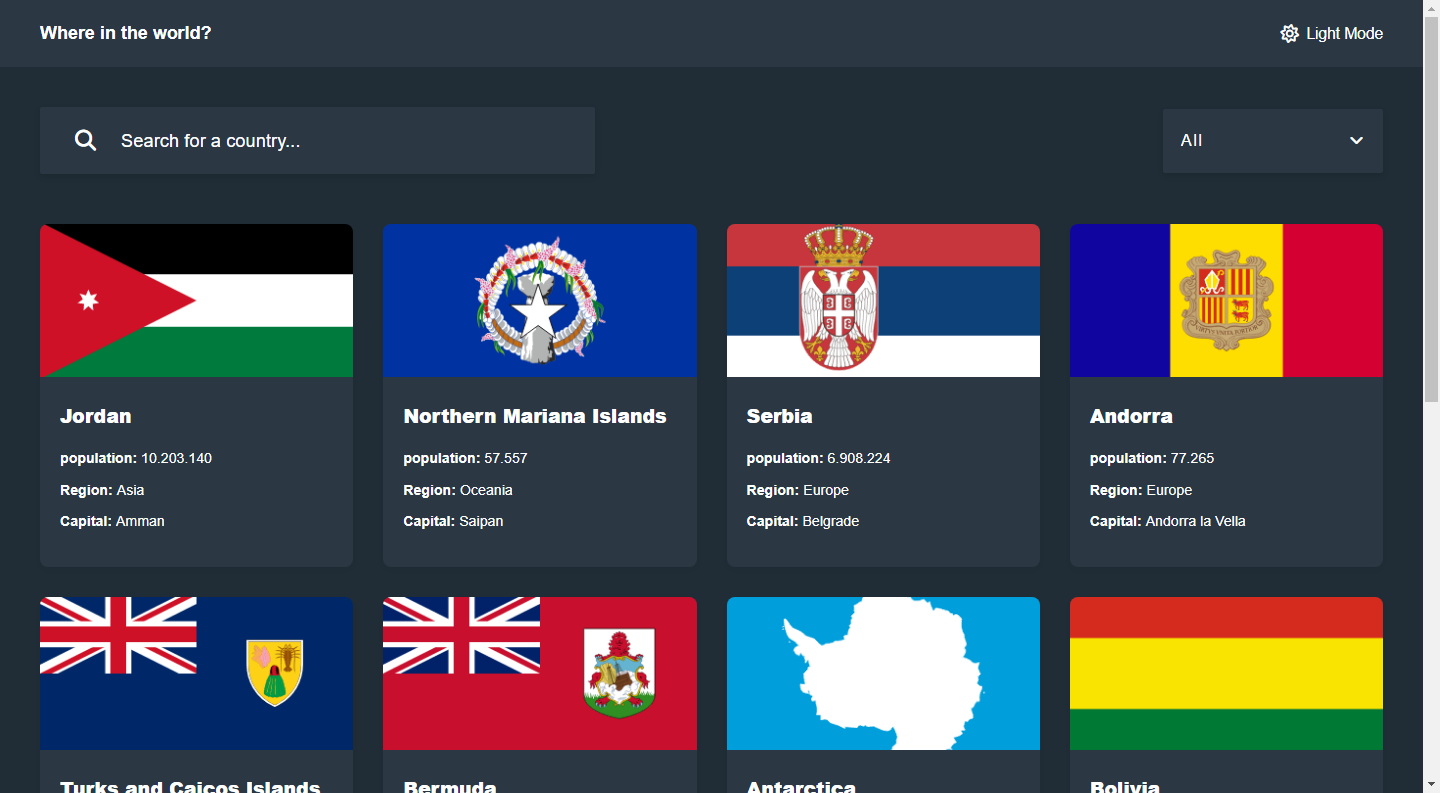 Where in the world?
Light Mode
Search for a country...
All
Jordan
population: 10.203.140
Region: Asia
Capital: Amman
Northern Mariana Islands
population: 57.557
Region: Oceania
Capital: Saipan
Serbia
population: 6.908.224
Region: Europe
Capital: Belgrade
Andorra
population: 77.265
Region: Europe
Capital: Andorra la Vella
Turks and Caicos Islands
Bermuda
Antarctica
Bolivia